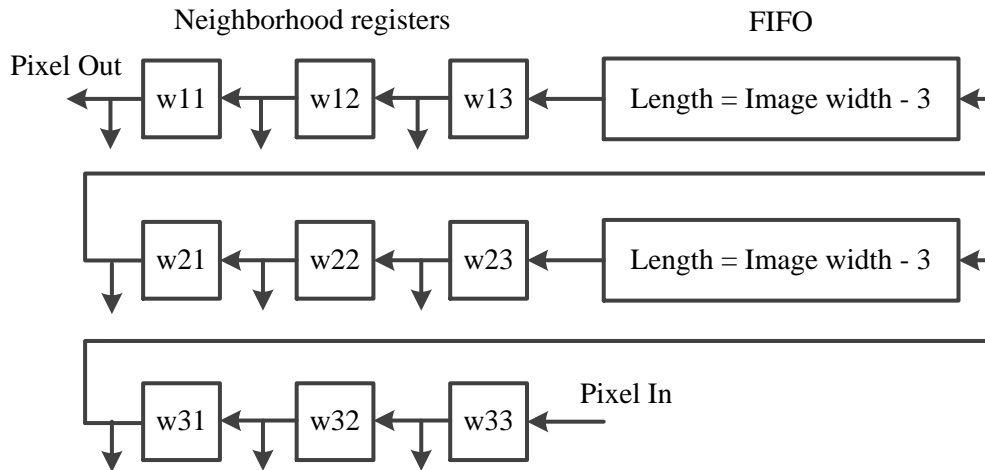 Neighborhood registers FIFO
Pixel Out
w11 w12 w13 Length = Image width - 3
w21 w22 w23 Length = Image width - 3
Pixel In
w31 w32 w33